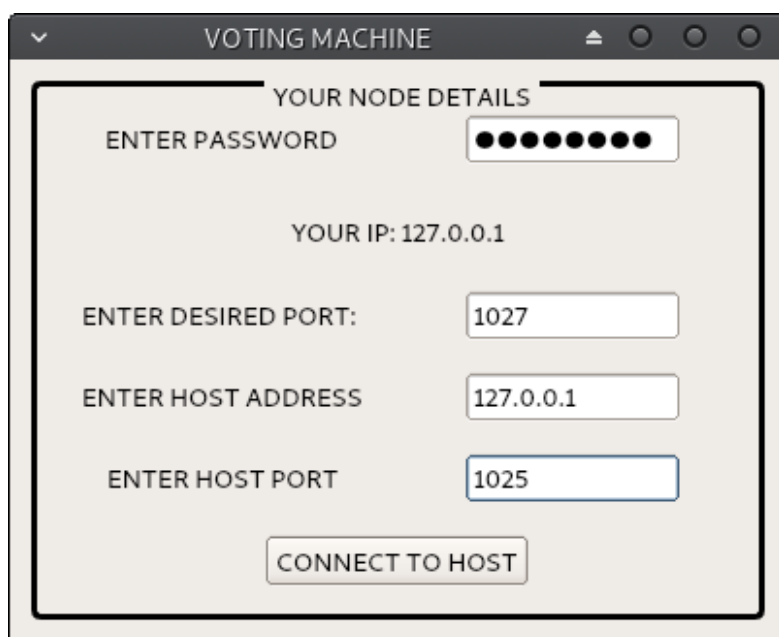 VOTING MACHINE
YOUR NODE DETAILS
ENTER PASSWORD ●●●●●●●●
YOUR IP: 127.0.0.1
ENTER DESIRED PORT: 1027
ENTER HOST ADDRESS 127.0.0.1
ENTER HOST PORT 1025
CONNECT TO HOST